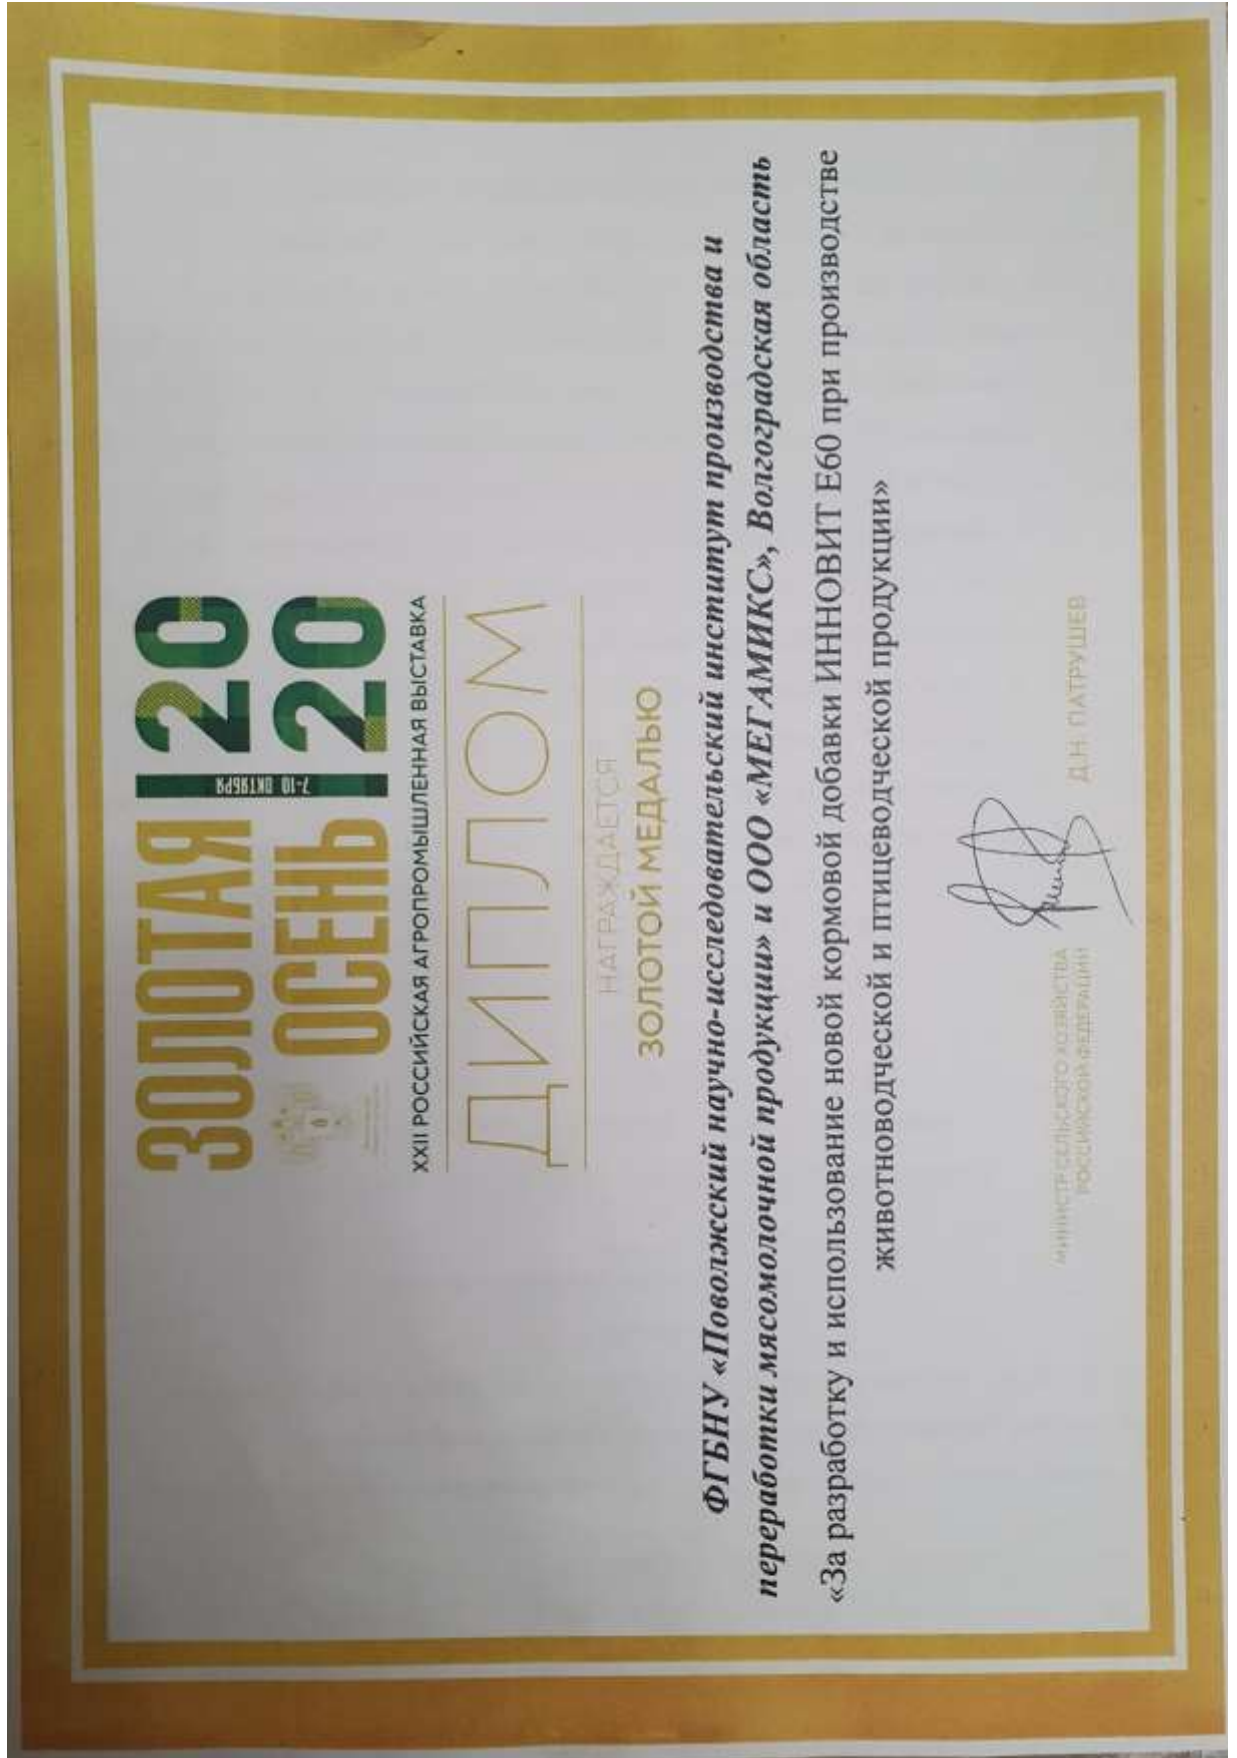 ЗОЛОТАЯ 20
7-10 ОКТЯБРЯ
ОСЕНЬ 20
XXII РОССИЙСКАЯ АГРОПРОМЫШЛЕННАЯ ВЫСТАВКА
ДИПЛОМ
НАГРАЖДАЕТСЯ
ЗОЛОТОЙ МЕДАЛЬЮ
ФГБНУ «Поволжский научно-исследовательский институт производства и
переработки мясомолочной продукции» и ООО «МЕГАМИКС», Волгоградская область
«За разработку и использование новой кормовой добавки ИННОВИТ Е60 при производстве
животноводческой и птицеводческой продукции»
МИНИСТР СЕЛЬСКОГО ХОЗЯЙСТВА
РОССИЙСКОЙ ФЕДЕРАЦИИ
Д.Н. ПАТРУШЕВ